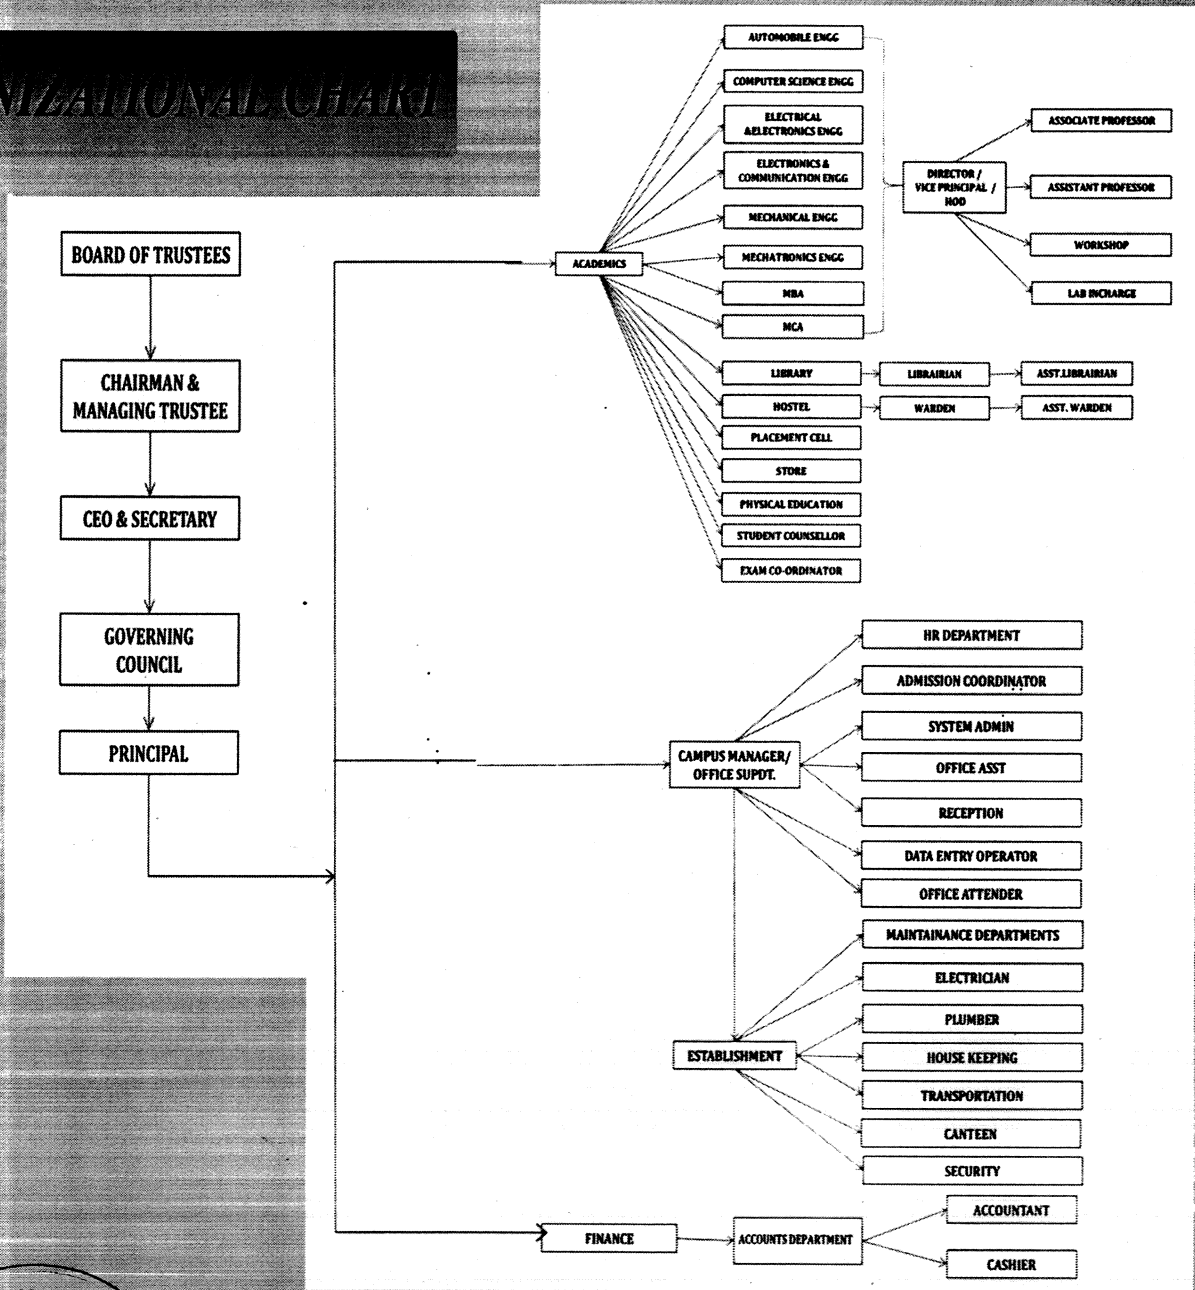 NIZATIONAL CHART
BOARD OF TRUSTEES
CHAIRMAN &
MANAGING TRUSTEE
CEO & SECRETARY
GOVERNING
COUNCIL
PRINCIPAL
ACADEMICS
AUTOMOBILE ENGG
COMPUTER SCIENCE ENGG
ELECTRICAL
&ELECTRONICS ENGG
ELECTRONICS &
COMMUNICATION ENGG
MECHANICAL ENGG
MECHATRONICS ENGG
MBA
MCA
DIRECTOR /
VICE PRINCIPAL /
HOD
ASSOCIATE PROFESSOR
ASSISTANT PROFESSOR
WORKSHOP
LAB INCHARGE
LIBRARY
LIBRAIRIAN
ASST.LIBRAIRIAN
HOSTEL
WARDEN
ASST. WARDEN
PLACEMENT CELL
STORE
PHYSICAL EDUCATION
STUDENT COUNSELLOR
EXAM CO-ORDINATOR
CAMPUS MANAGER/
OFFICE SUPDT.
HR DEPARTMENT
ADMISSION COORDINATOR
SYSTEM ADMIN
OFFICE ASST
RECEPTION
DATA ENTRY OPERATOR
OFFICE ATTENDER
ESTABLISHMENT
MAINTAINANCE DEPARTMENTS
ELECTRICIAN
PLUMBER
HOUSE KEEPING
TRANSPORTATION
CANTEEN
SECURITY
FINANCE
ACCOUNTS DEPARTMENT
ACCOUNTANT
CASHIER